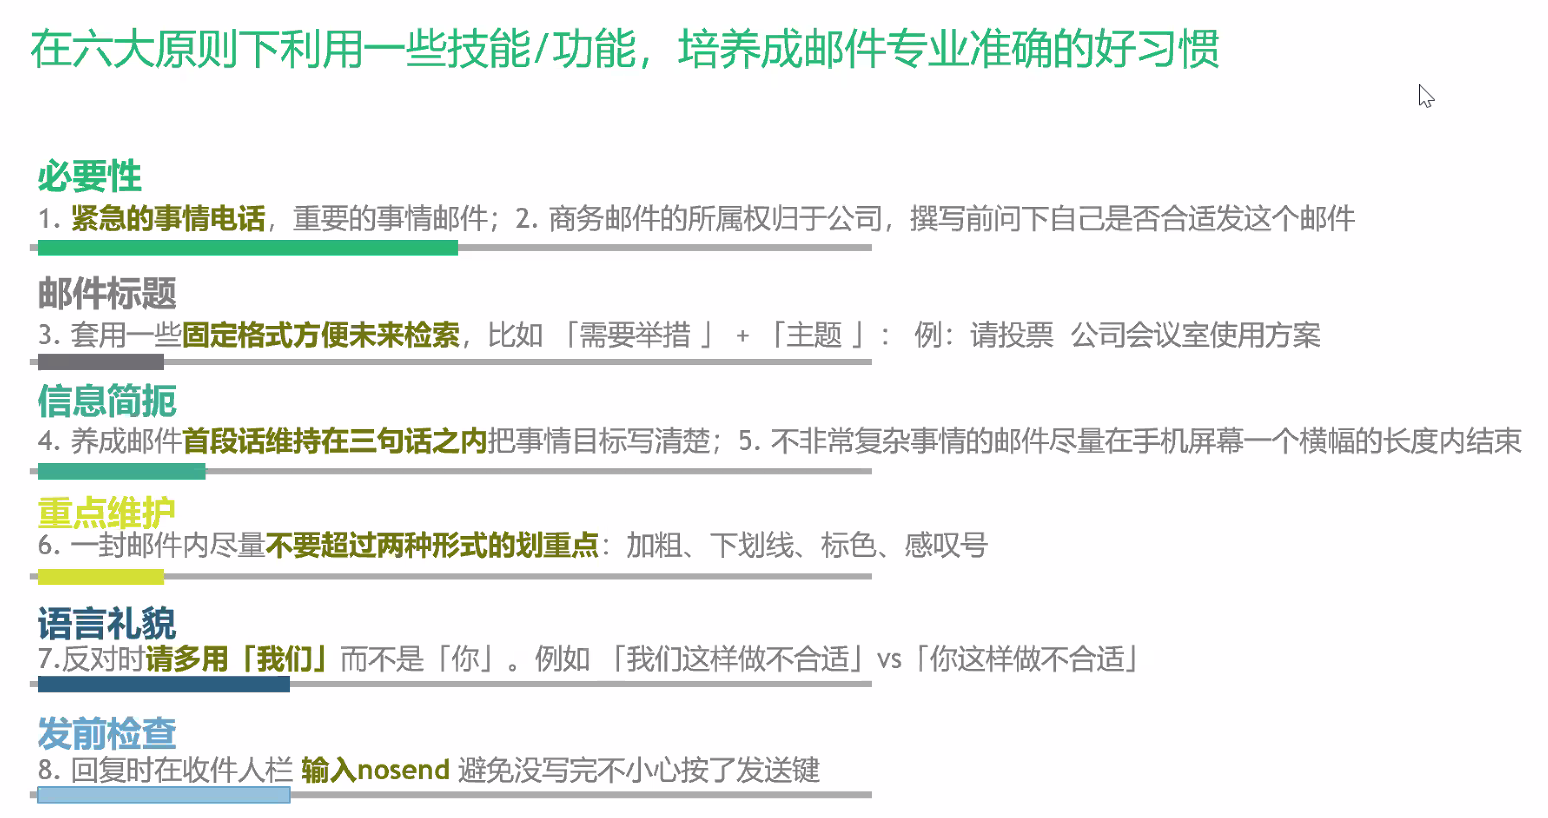 在六大原则下利用一些技能/功能，培养成邮件专业准确的好习惯
必要性
1. 紧急的事情电话，重要的事情邮件；2. 商务邮件的所属权归于公司，撰写前问下自己是否合适发这个邮件
邮件标题
3. 套用一些固定格式方便未来检索，比如 「需要举措 」 + 「主题 」： 例：请投票 公司会议室使用方案
信息简扼
4. 养成邮件首段话维持在三句话之内把事情目标写清楚；5. 不非常复杂事情的邮件尽量在手机屏幕一个横幅的长度内结束
重点维护
6. 一封邮件内尽量不要超过两种形式的划重点：加粗、下划线、标色、感叹号
语言礼貌
7.反对时请多用「我们」而不是「你」。例如 「我们这样做不合适」vs「你这样做不合适」
发前检查
8. 回复时在收件人栏 输入nosend 避免没写完不小心按了发送键